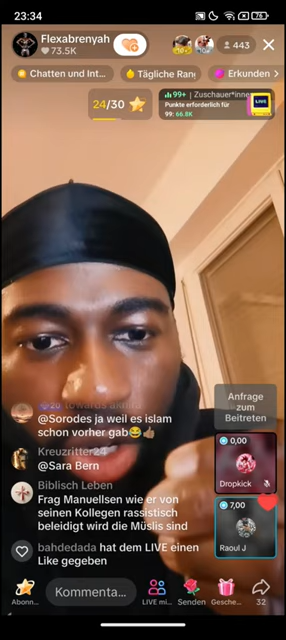 23:34
76
Flexabrenyah
73.5K
443
Chatten und Int...
Tägliche Rang
Erkunden >
24/30
99+ | Zuschauer*innen
Punkte erforderlich für
99: 66.8K
LIVE
Anfrage
zum
Beitreten
@Sorodes ja weil es islam
schon vorher gab😂👍🏾
Kreuzritter24
@Sara Bern
Biblisch Leben
Frag Manuellsen wie er von
seinen Kollegen rassistisch
beleidigt wird die Müslis sind
bahdedada hat dem LIVE einen
Like gegeben
0,00
Dropkick
7,00
Raoul J
Abonn...
Kommenta...
LIVE mi...
Senden
Gesche...
32